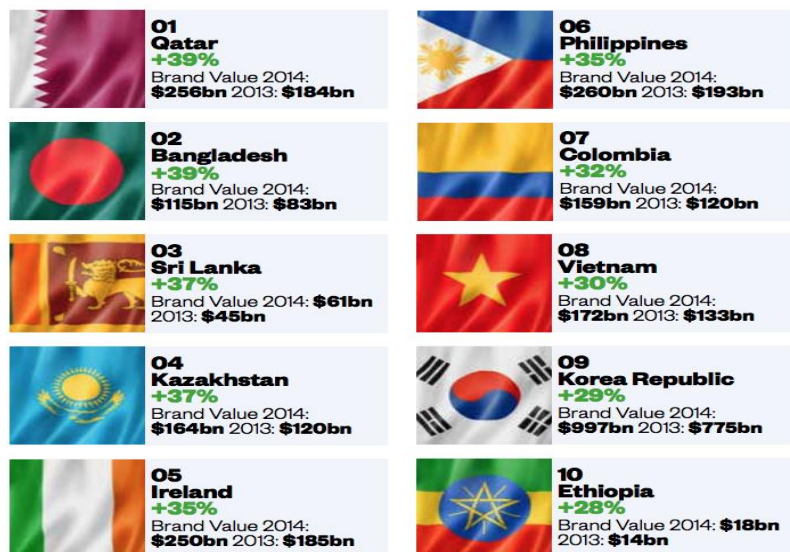 01
Qatar
+39%
Brand Value 2014:
$256bn 2013: $184bn
02
Bangladesh
+39%
Brand Value 2014:
$115bn 2013: $83bn
03
Sri Lanka
+37%
Brand Value 2014: $61bn
2013: $45bn
04
Kazakhstan
+37%
Brand Value 2014:
$164bn 2013: $120bn
05
Ireland
+35%
Brand Value 2014:
$250bn 2013: $185bn
06
Philippines
+35%
Brand Value 2014:
$260bn 2013: $193bn
07
Colombia
+32%
Brand Value 2014:
$159bn 2013: $120bn
08
Vietnam
+30%
Brand Value 2014:
$172bn 2013: $133bn
09
Korea Republic
+29%
Brand Value 2014:
$997bn 2013: $775bn
10
Ethiopia
+28%
Brand Value 2014: $18bn
2013: $14bn